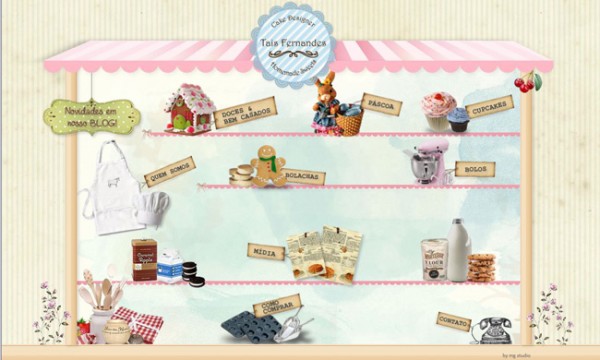 Cake Designer
Tais Fernandes
Homemade Sweets
Novidades em
nosso BLOG!
DOCES &
BEM CASADOS
PÁSCOA
CUPCAKES
QUEM SOMOS
BOLACHAS
BOLOS
MÍDIA
FLOUR
COMO
COMPRAR
CONTATO
by mg studio